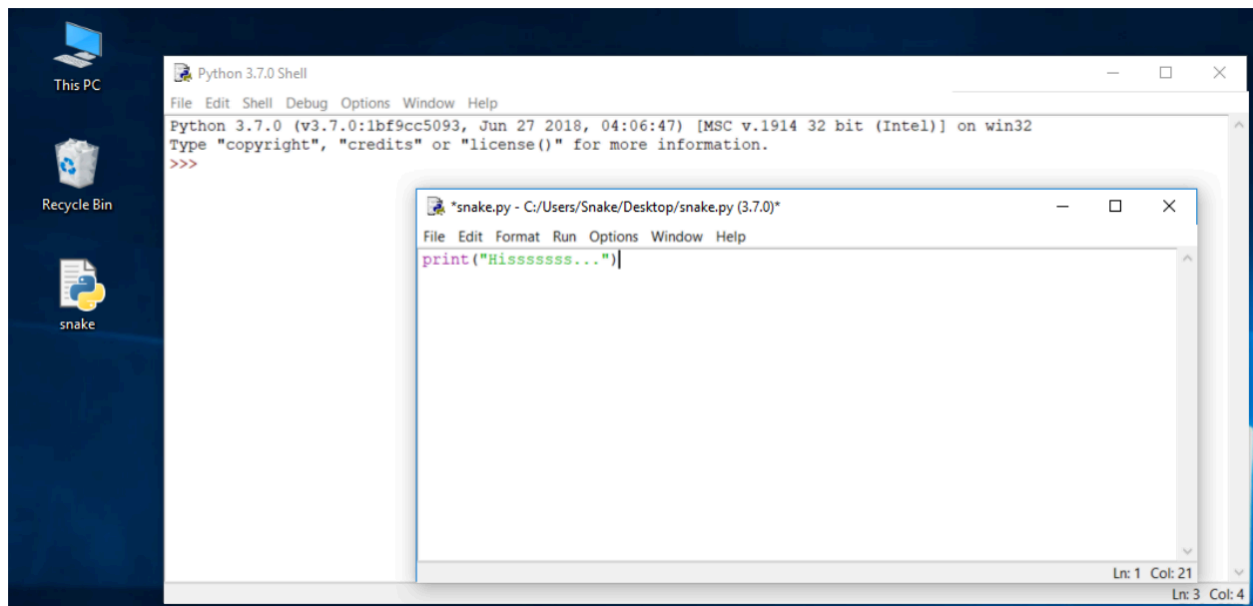 This PC
Recycle Bin
snake
Python 3.7.0 Shell
File Edit Shell Debug Options Window Help
Python 3.7.0 (v3.7.0:1bf9cc5093, Jun 27 2018, 04:06:47) [MSC v.1914 32 bit (Intel)] on win32
Type "copyright", "credits" or "license()" for more information.
>>>
*snake.py - C:/Users/Snake/Desktop/snake.py (3.7.0)*
File Edit Format Run Options Window Help
print("Hisssssss...")
Ln: 1 Col: 21
Ln: 3 Col: 4